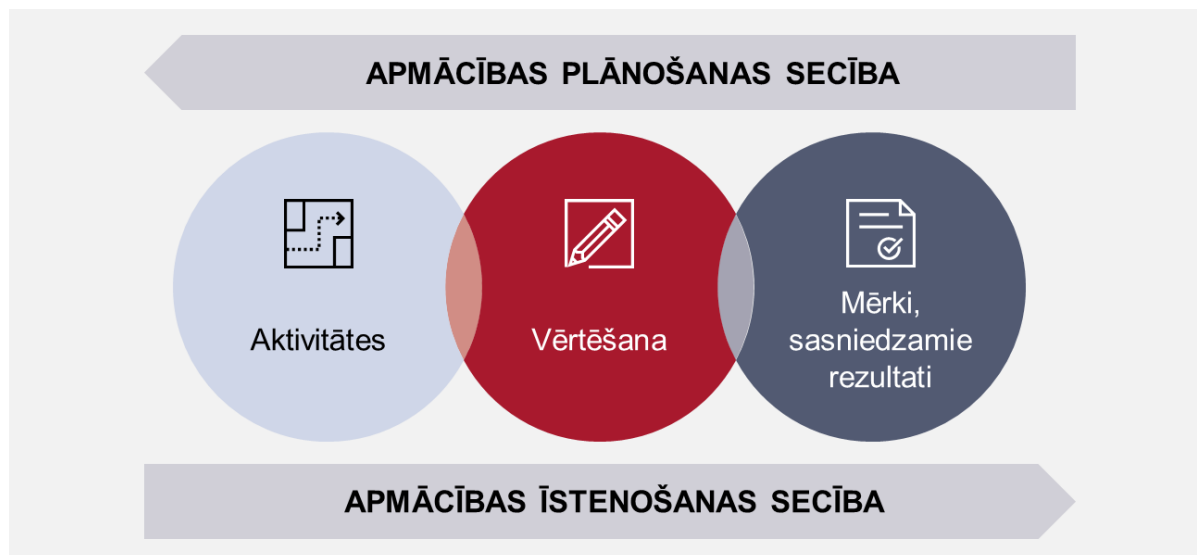 APMĀCĪBAS PLĀNOŠANAS SECĪBA
Aktivitātes
Vērtēšana
Mērķi,
sasniedzamie
rezultati
APMĀCĪBAS ĪSTENOŠANAS SECĪBA